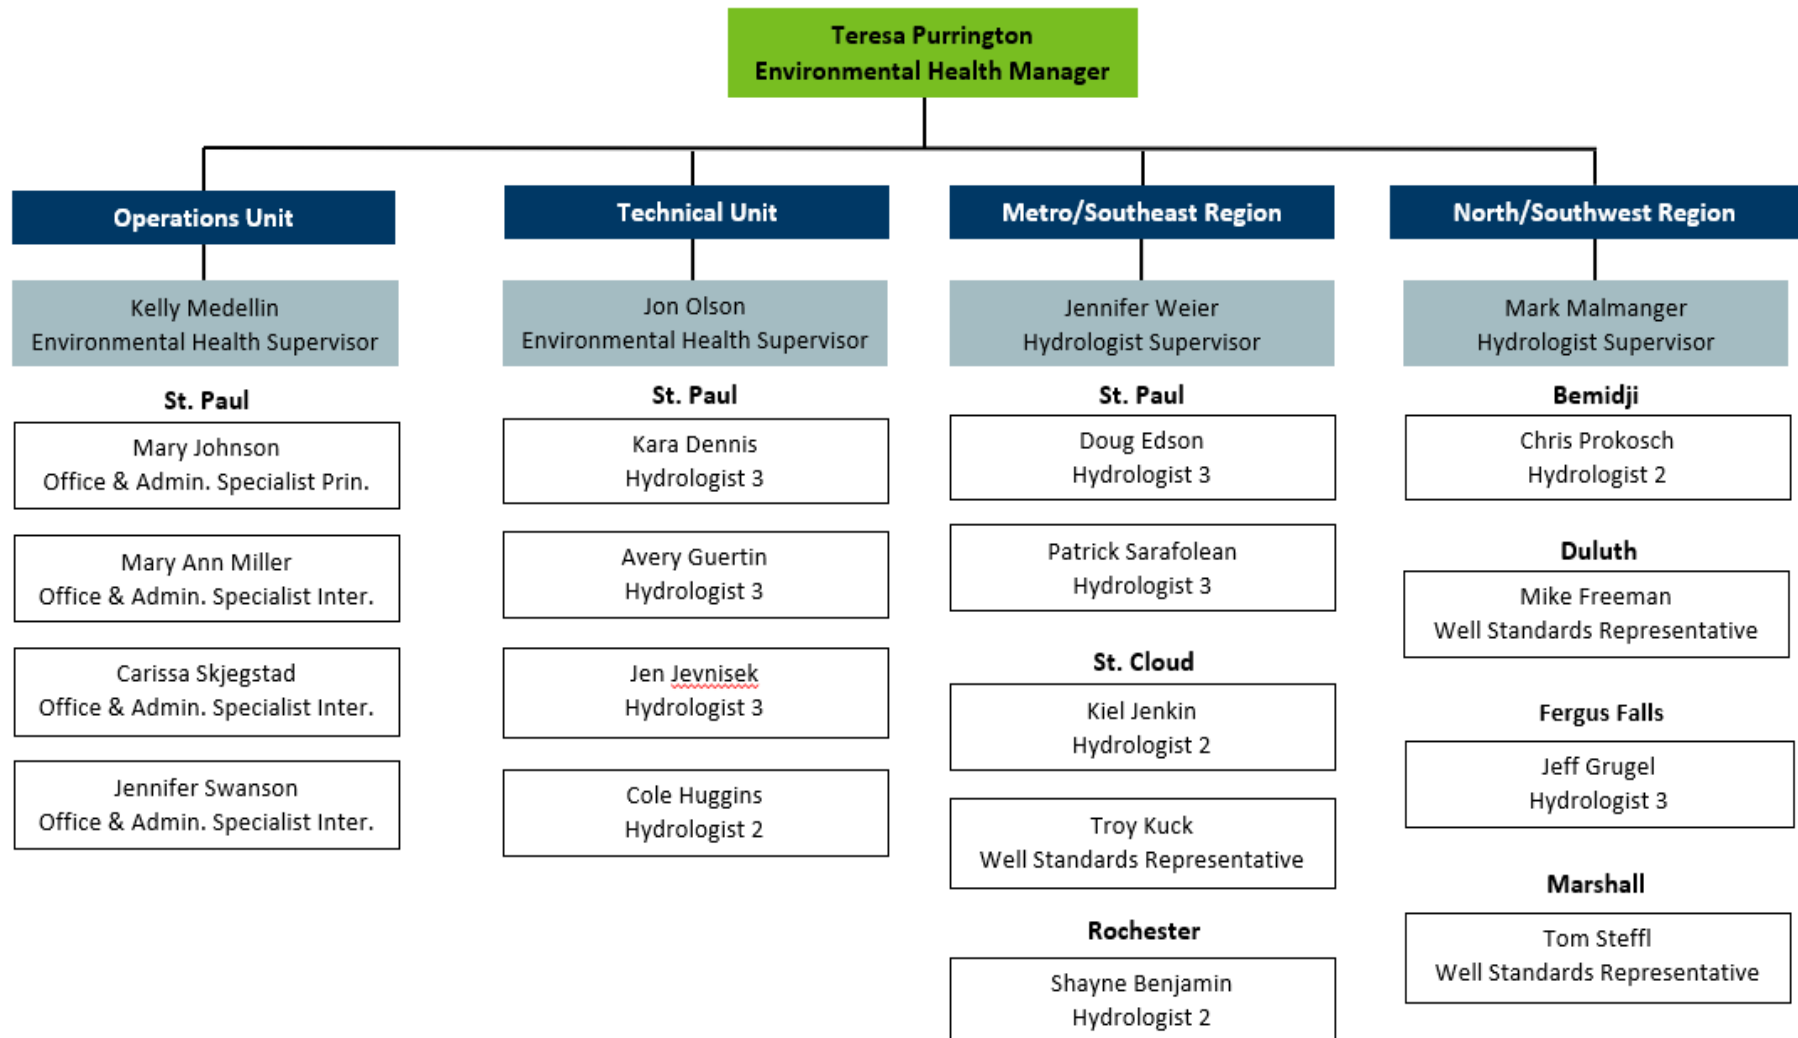 Teresa Purrington
Environmental Health Manager
Operations Unit
Kelly Medellin
Environmental Health Supervisor
St. Paul
Mary Johnson
Office & Admin. Specialist Prin.
Mary Ann Miller
Office & Admin. Specialist Inter.
Carissa Skjegstad
Office & Admin. Specialist Inter.
Jennifer Swanson
Office & Admin. Specialist Inter.
Technical Unit
Jon Olson
Environmental Health Supervisor
St. Paul
Kara Dennis
Hydrologist 3
Avery Guertin
Hydrologist 3
Jen Jevnisek
Hydrologist 3
Cole Huggins
Hydrologist 2
Metro/Southeast Region
Jennifer Weier
Hydrologist Supervisor
St. Paul
Doug Edson
Hydrologist 3
Patrick Sarafolean
Hydrologist 3
St. Cloud
Kiel Jenkin
Hydrologist 2
Troy Kuck
Well Standards Representative
Rochester
Shayne Benjamin
Hydrologist 2
North/Southwest Region
Mark Malmanger
Hydrologist Supervisor
Bemidji
Chris Prokosch
Hydrologist 2
Duluth
Mike Freeman
Well Standards Representative
Fergus Falls
Jeff Grugel
Hydrologist 3
Marshall
Tom Steffl
Well Standards Representative